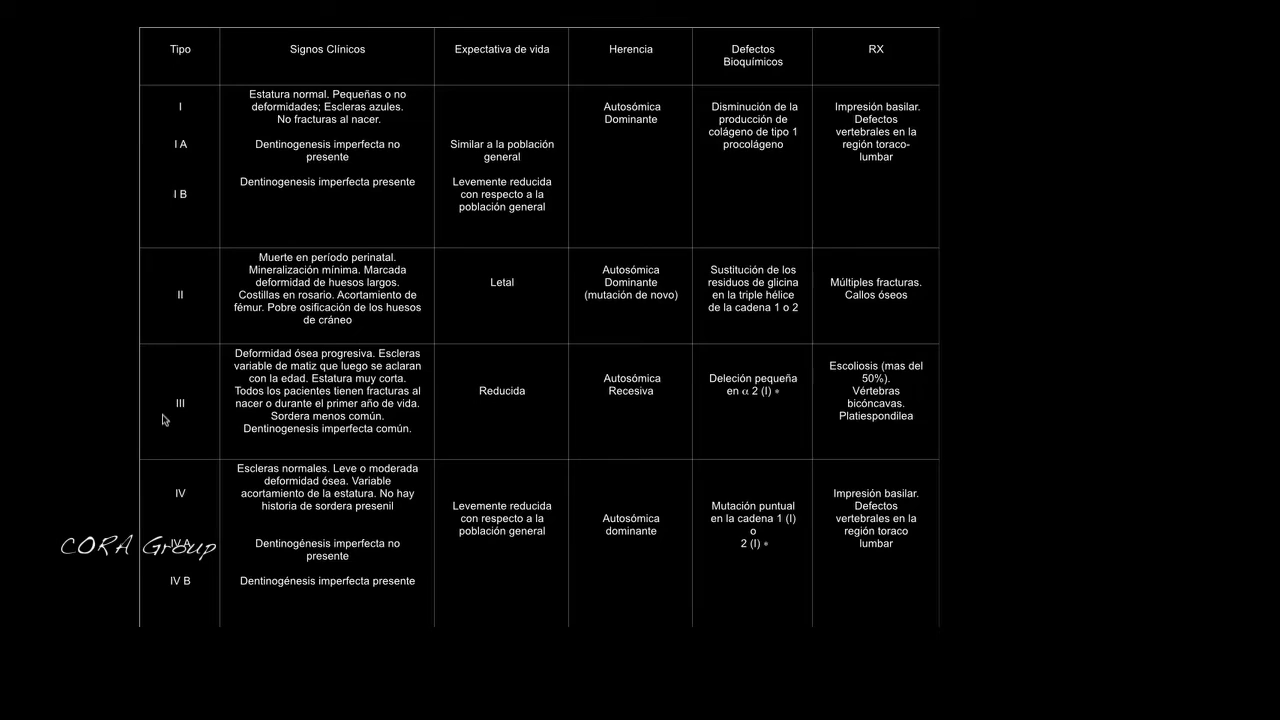 Tipo
Signos Clínicos
Expectativa de vida
Herencia
Defectos
Bioquímicos
RX
I
Estatura normal. Pequeñas o no
deformidades; Escleras azules.
No fracturas al nacer.
Autosómica
Dominante
Disminución de la
producción de
colágeno de tipo 1
procolágeno
Impresión basilar.
Defectos
vertebrales en la
región toraco-
lumbar
I A
Dentinogenesis imperfecta no
presente
Similar a la población
general
I B
Dentinogenesis imperfecta presente
Levemente reducida
con respecto a la
población general
II
Muerte en período perinatal.
Mineralización mínima. Marcada
deformidad de huesos largos.
Costillas en rosario. Acortamiento de
fémur. Pobre osificación de los huesos
de cráneo
Letal
Autosómica
Dominante
(mutación de novo)
Sustitución de los
residuos de glicina
en la triple hélice
de la cadena 1 o 2
Múltiples fracturas.
Callos óseos
III
Deformidad ósea progresiva. Escleras
variable de matiz que luego se aclaran
con la edad. Estatura muy corta.
Todos los pacientes tienen fracturas al
nacer o durante el primer año de vida.
Sordera menos común.
Dentinogenesis imperfecta común.
Reducida
Autosómica
Recesiva
Deleción pequeña
en α 2 (I) *
Escoliosis (mas del
50%).
Vértebras
bicóncavas.
Platiespondilea
IV
Escleras normales. Leve o moderada
deformidad ósea. Variable
acortamiento de la estatura. No hay
historia de sordera presenil
Levemente reducida
con respecto a la
población general
Autosómica
dominante
Mutación puntual
en la cadena 1 (I)
o
2 (I) *
Impresión basilar.
Defectos
vertebrales en la
región toraco
lumbar
IV A
Dentinogénesis imperfecta no
presente
IV B
Dentinogénesis imperfecta presente
CORA Group